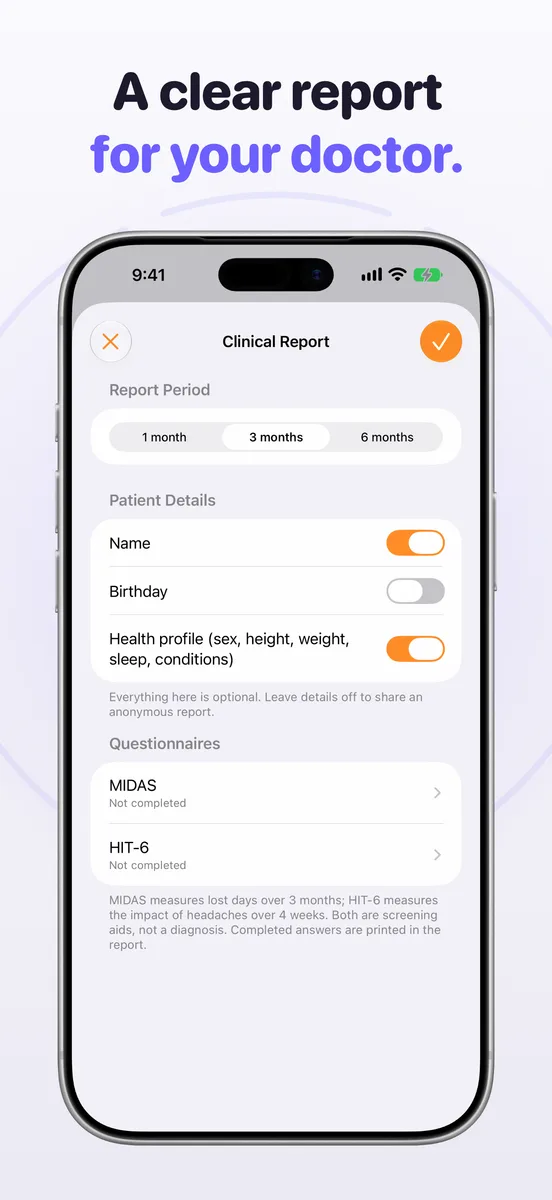 A clear report
for your doctor.
9:41
Clinical Report
Report Period
1 month
3 months
6 months
Patient Details
Name
Birthday
Health profile (sex, height, weight,
sleep, conditions)
Everything here is optional. Leave details off to share an
anonymous report.
Questionnaires
MIDAS
Not completed
HIT-6
Not completed
MIDAS measures lost days over 3 months; HIT-6 measures
the impact of headaches over 4 weeks. Both are screening
aids, not a diagnosis. Completed answers are printed in the
report.